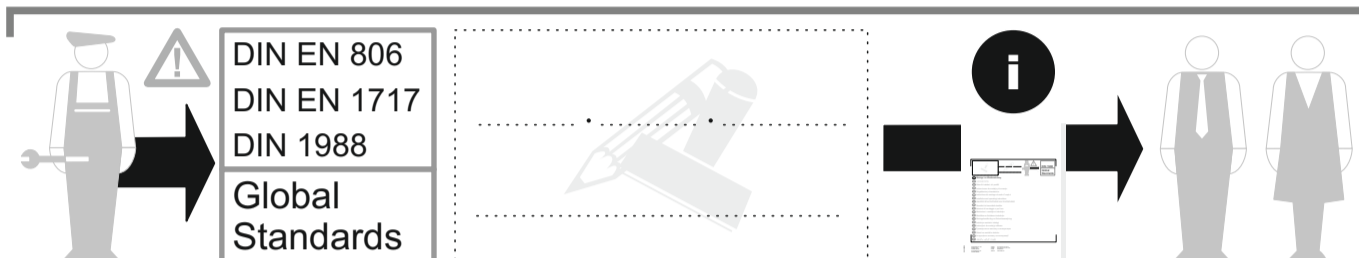 DIN EN 806
DIN EN 1717
DIN 1988
Global
Standards
i